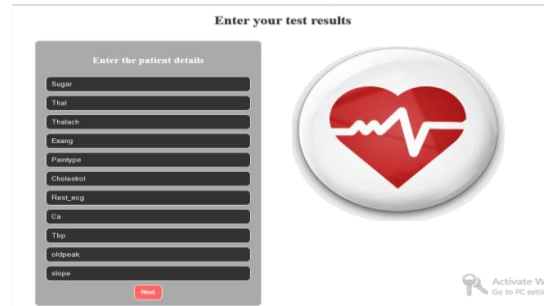 Enter your test results
Enter the patient details
Sugar
Thal
Thalach
Exang
Paintype
Cholestrol
Rest_ecg
Ca
Tbp
oldpeak
slope
Next
Activate W
Go to PC setti